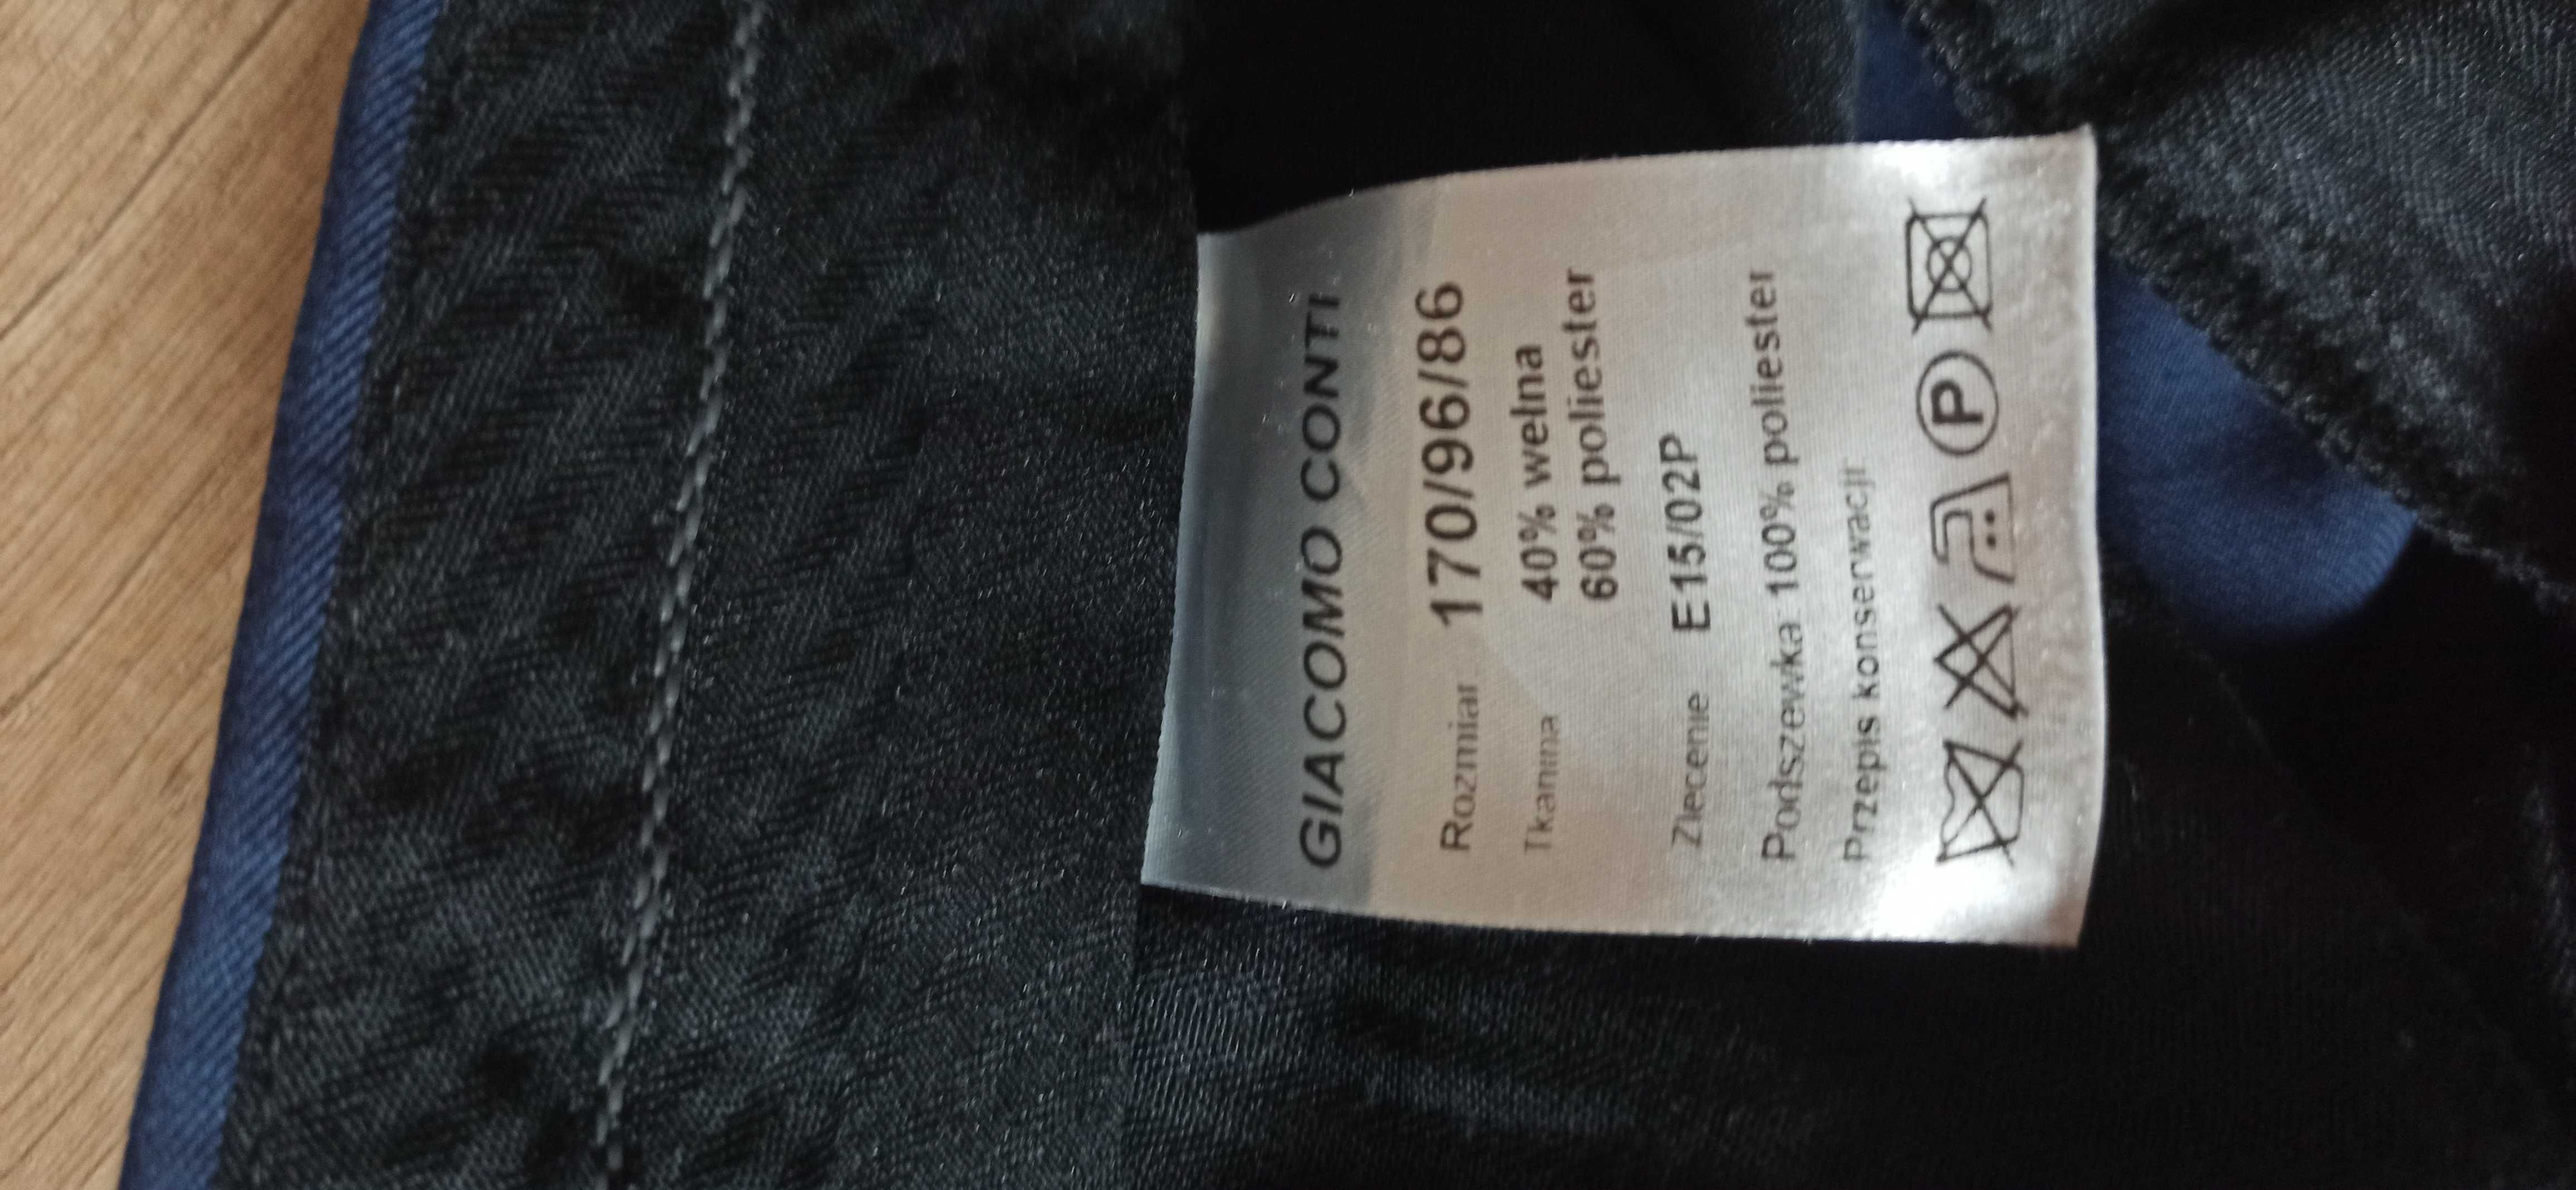 GIACOMO CONTI
Rozmiar 170/96/86
Tkanina 40% wełna
60% poliester
Zlecenie E15/02P
Podszewka: 100% poliester
Przepis konserwacji:
P